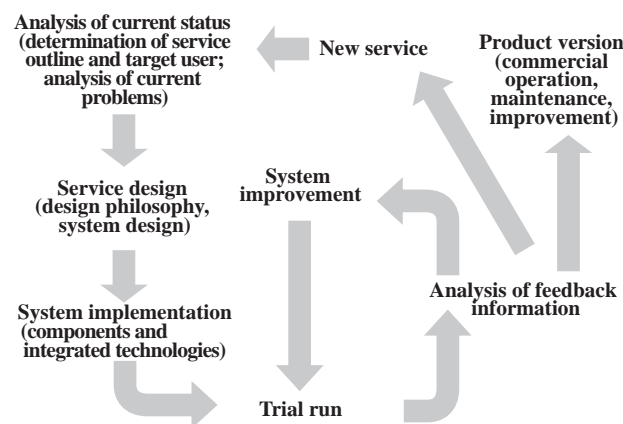 Analysis of current status
(determination of service
outline and target user;
analysis of current
problems)
New service
Product version
(commercial
operation,
maintenance,
improvement)
Service design
(design philosophy,
system design)
System
improvement
System implementation
(components and
integrated technologies)
Analysis of feedback
information
Trial run